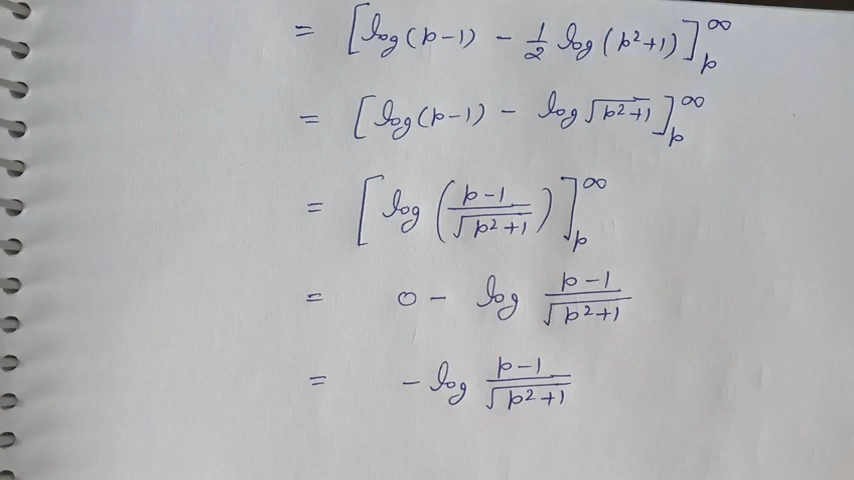 = [log(p-1) - 1/2 log(p²+1)]_p^∞
= [log(p-1) - log√(p²+1)]_p^∞
= [log((p-1)/√(p²+1))]_p^∞
= 0 - log (p-1)/√(p²+1)
= - log (p-1)/√(p²+1)